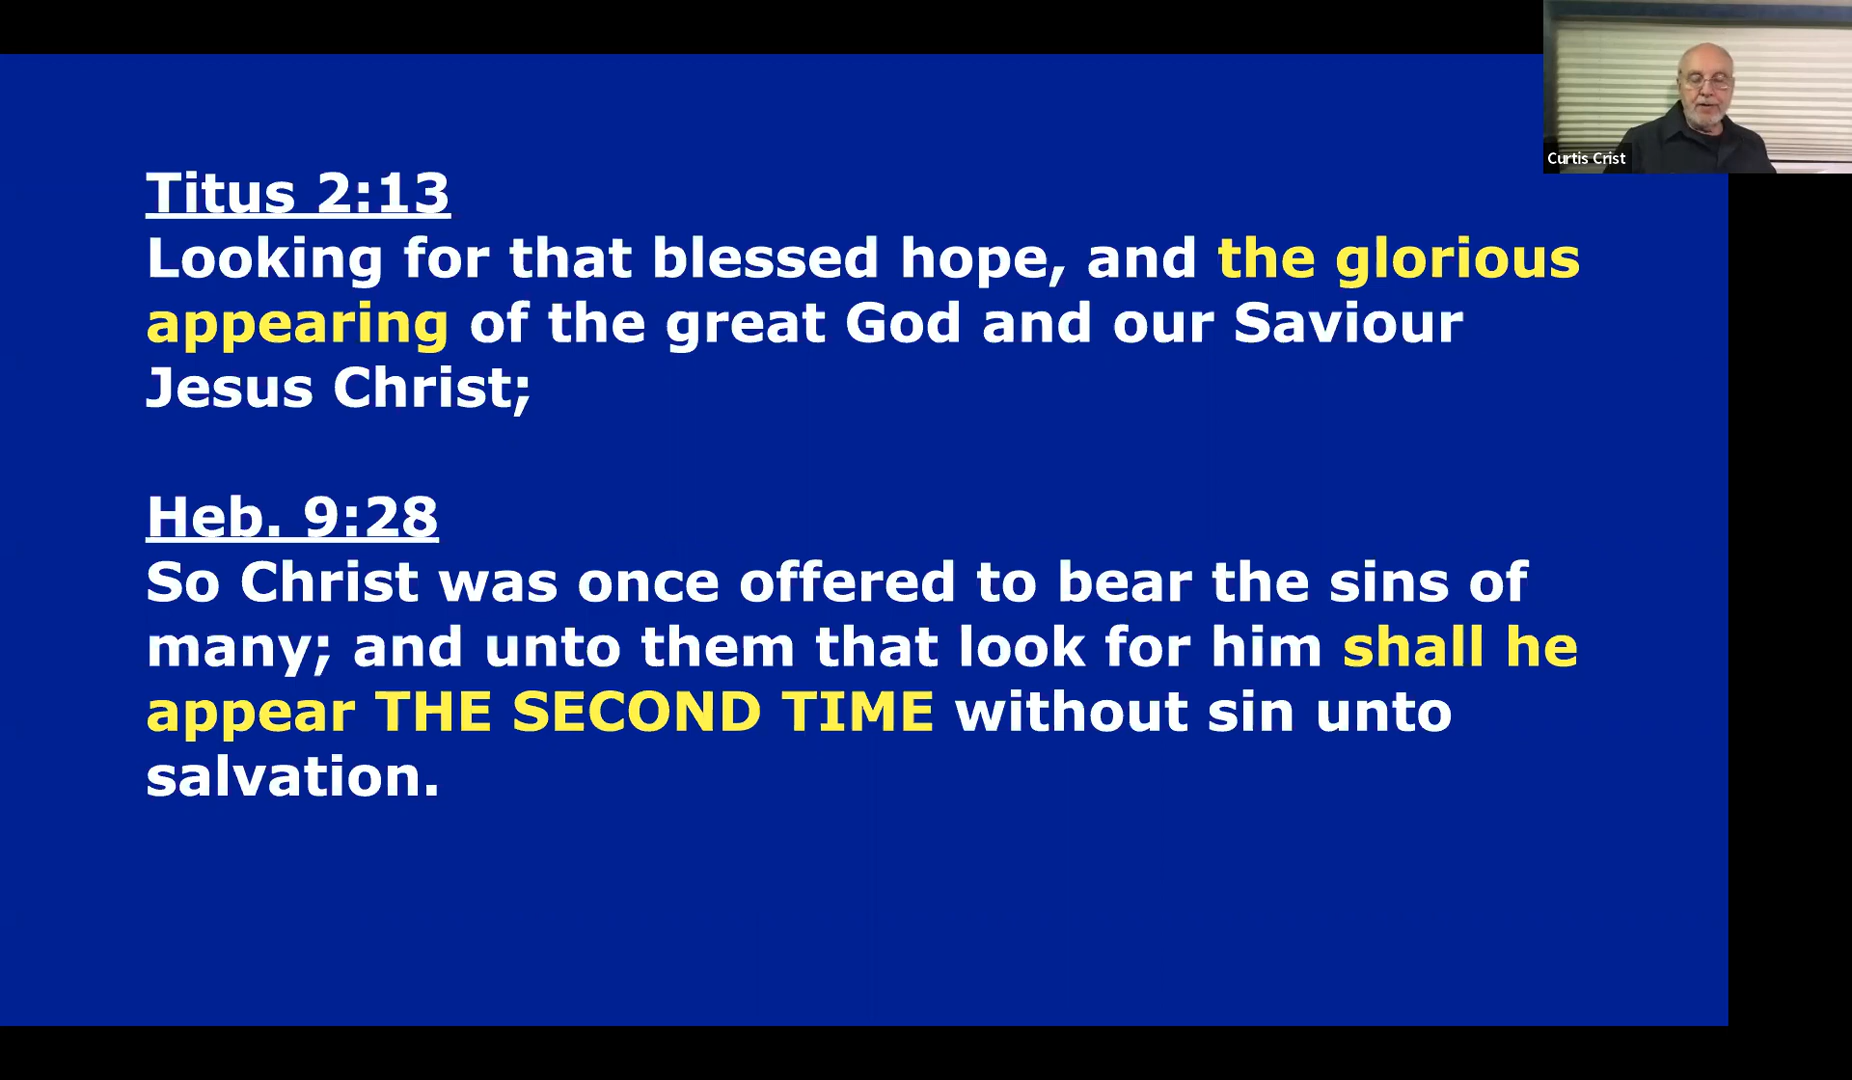 Curtis Crist
Titus 2:13
Looking for that blessed hope, and the glorious
appearing of the great God and our Saviour
Jesus Christ;
Heb. 9:28
So Christ was once offered to bear the sins of
many; and unto them that look for him shall he
appear THE SECOND TIME without sin unto
salvation.